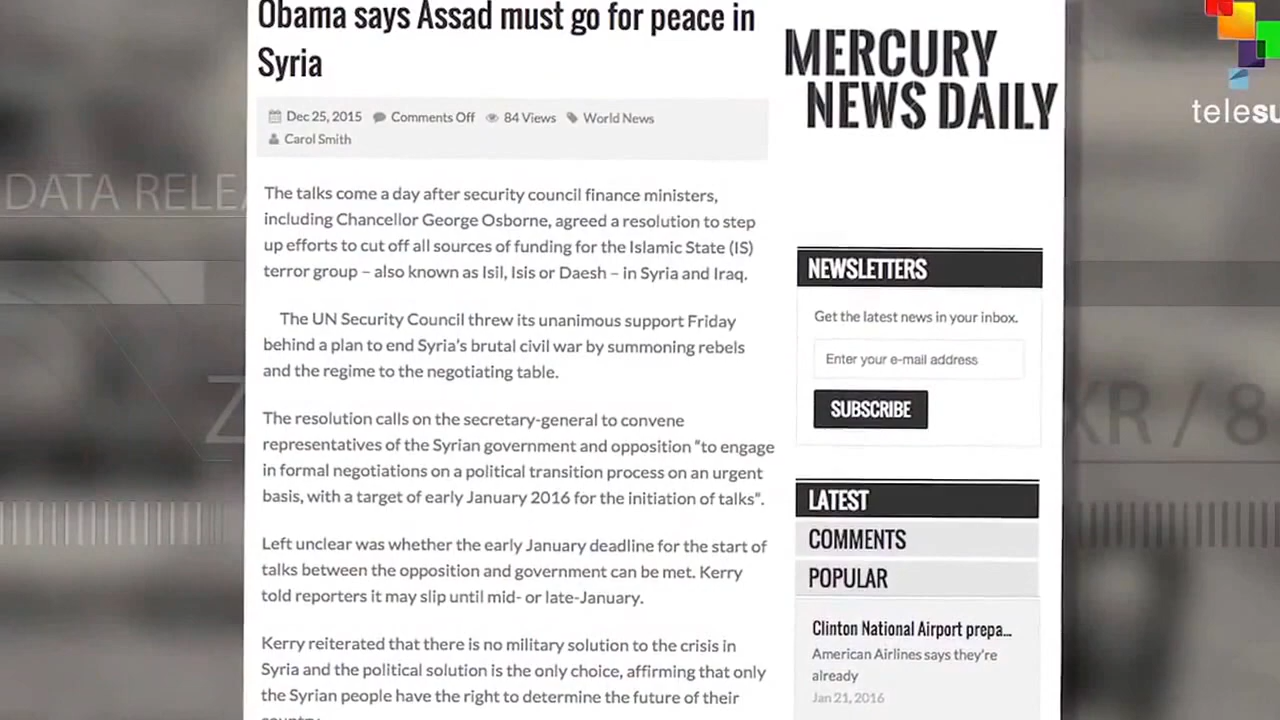 Obama says Assad must go for peace in
Syria
Dec 25, 2015 Comments Off 84 Views World News
Carol Smith
The talks come a day after security council finance ministers,
including Chancellor George Osborne, agreed a resolution to step
up efforts to cut off all sources of funding for the Islamic State (IS)
terror group – also known as Isil, Isis or Daesh – in Syria and Iraq.
The UN Security Council threw its unanimous support Friday
behind a plan to end Syria's brutal civil war by summoning rebels
and the regime to the negotiating table.
The resolution calls on the secretary-general to convene
representatives of the Syrian government and opposition "to engage
in formal negotiations on a political transition process on an urgent
basis, with a target of early January 2016 for the initiation of talks".
Left unclear was whether the early January deadline for the start of
talks between the opposition and government can be met. Kerry
told reporters it may slip until mid- or late-January.
Kerry reiterated that there is no military solution to the crisis in
Syria and the political solution is the only choice, affirming that only
the Syrian people have the right to determine the future of their
MERCURY
NEWS DAILY
NEWSLETTERS
Get the latest news in your inbox.
Enter your e-mail address
SUBSCRIBE
LATEST
COMMENTS
POPULAR
Clinton National Airport prepa...
American Airlines says they're
already
Jan 21, 2016
telesu
DATA RELEA
Z
XR / 8